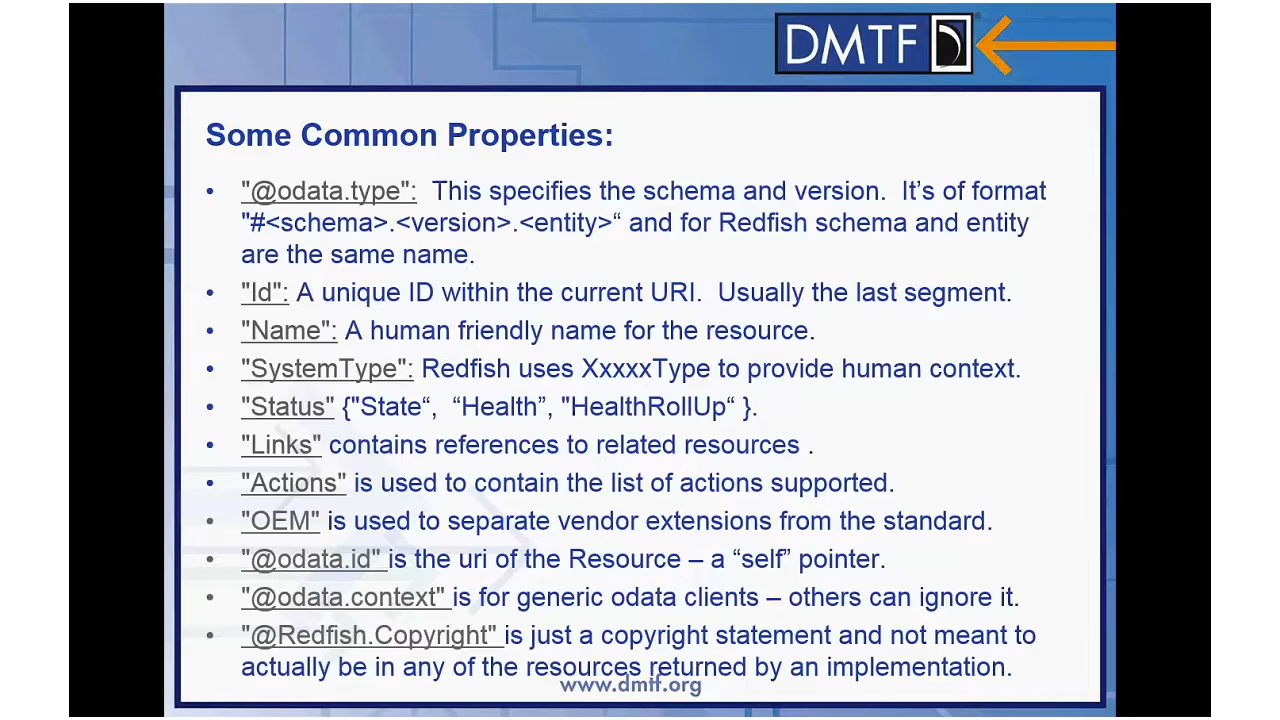 DMTF
Some Common Properties:
• "@odata.type":  This specifies the schema and version.  It’s of format
"#<schema>.<version>.<entity>“ and for Redfish schema and entity
are the same name.
• "Id": A unique ID within the current URI.  Usually the last segment.
• "Name": A human friendly name for the resource.
• "SystemType": Redfish uses XxxxxType to provide human context.
• "Status" {"State“,  “Health”, "HealthRollUp“ }.
• "Links" contains references to related resources .
• "Actions" is used to contain the list of actions supported.
• "OEM" is used to separate vendor extensions from the standard.
• "@odata.id" is the uri of the Resource – a “self” pointer.
• "@odata.context" is for generic odata clients – others can ignore it.
• "@Redfish.Copyright" is just a copyright statement and not meant to
actually be in any of the resources returned by an implementation.
www.dmtf.org